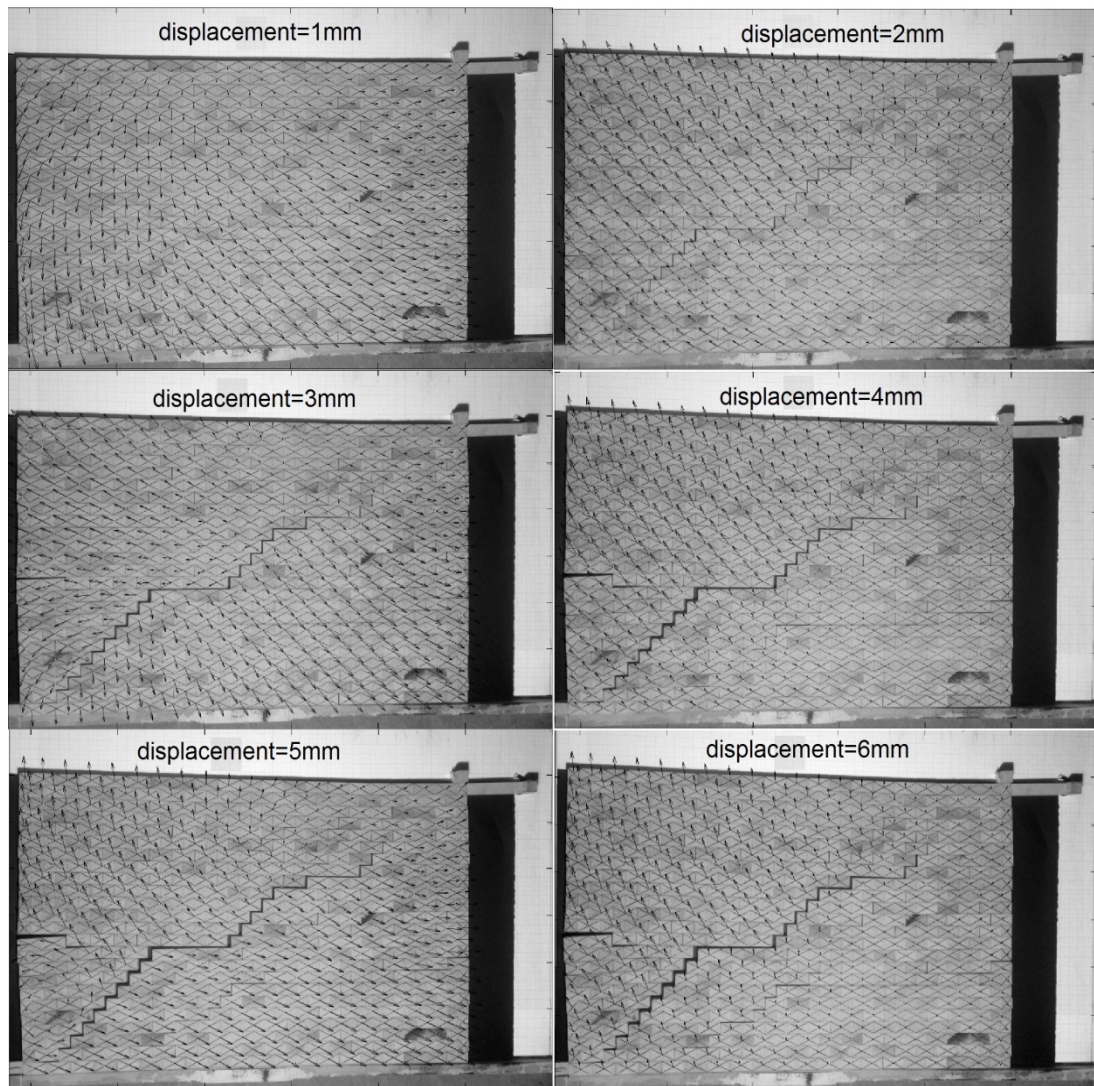 displacement=1mm
displacement=2mm
displacement=3mm
displacement=4mm
displacement=5mm
displacement=6mm